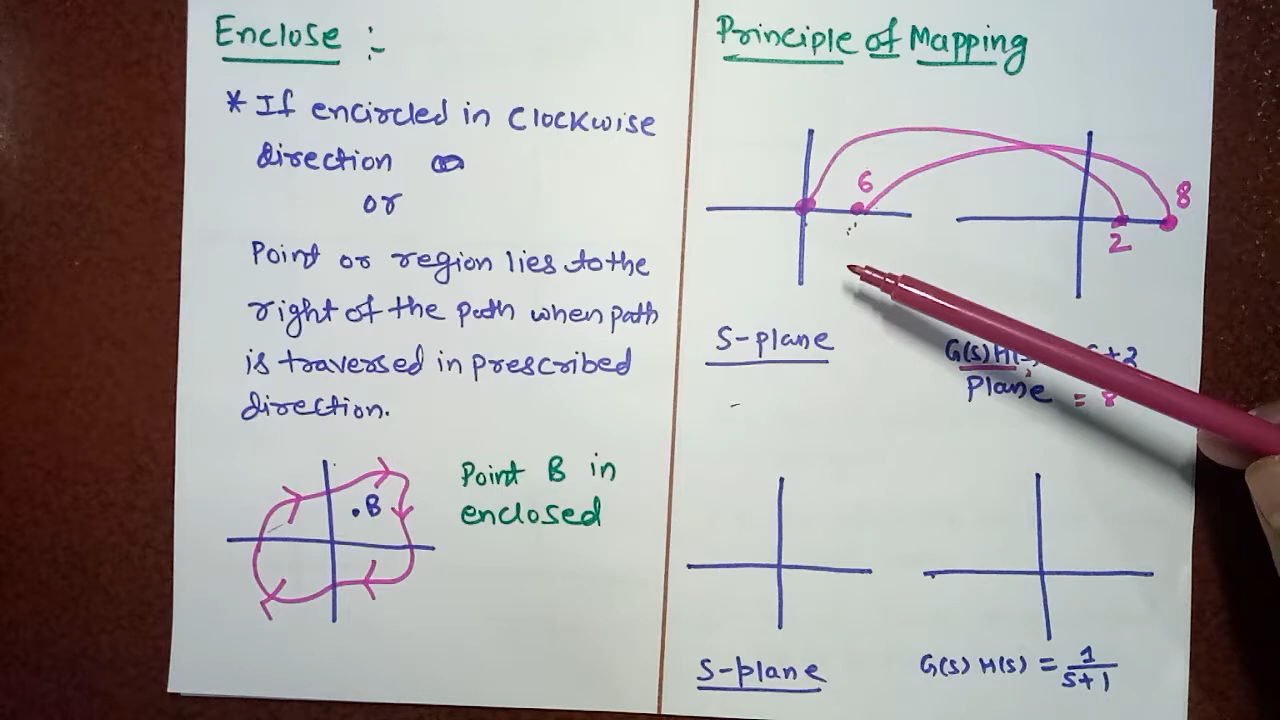 Enclose :-
* If encircled in Clockwise
direction
or
Point or region lies to the
right of the path when path
is traversed in prescribed
direction.
. B
Point B in
enclosed
Principle of Mapping
6
8
2
S-plane
G(s)H(s +2
Plane = 8
S-plane
G(s) H(s) = 1/(s+1)